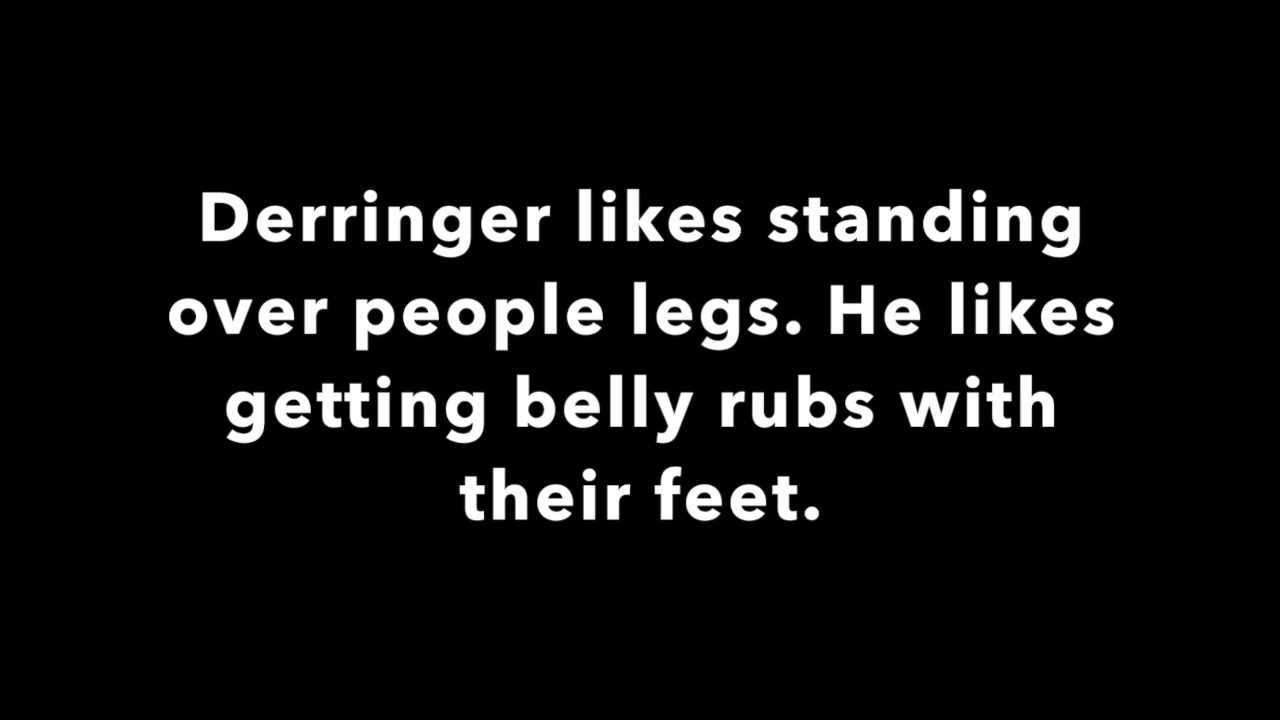 Derringer likes standing
over people legs. He likes
getting belly rubs with
their feet.